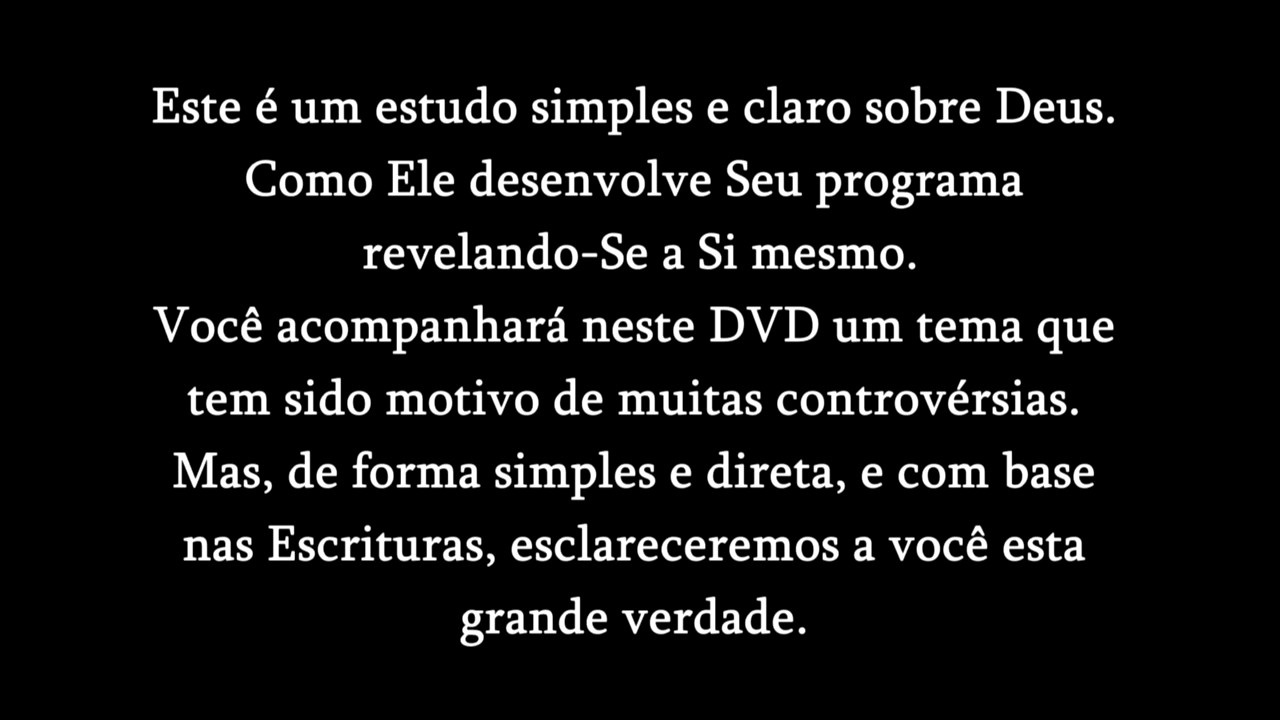 Este é um estudo simples e claro sobre Deus.
Como Ele desenvolve Seu programa
revelando-Se a Si mesmo.
Você acompanhará neste DVD um tema que
tem sido motivo de muitas controvérsias.
Mas, de forma simples e direta, e com base
nas Escrituras, esclareceremos a você esta
grande verdade.